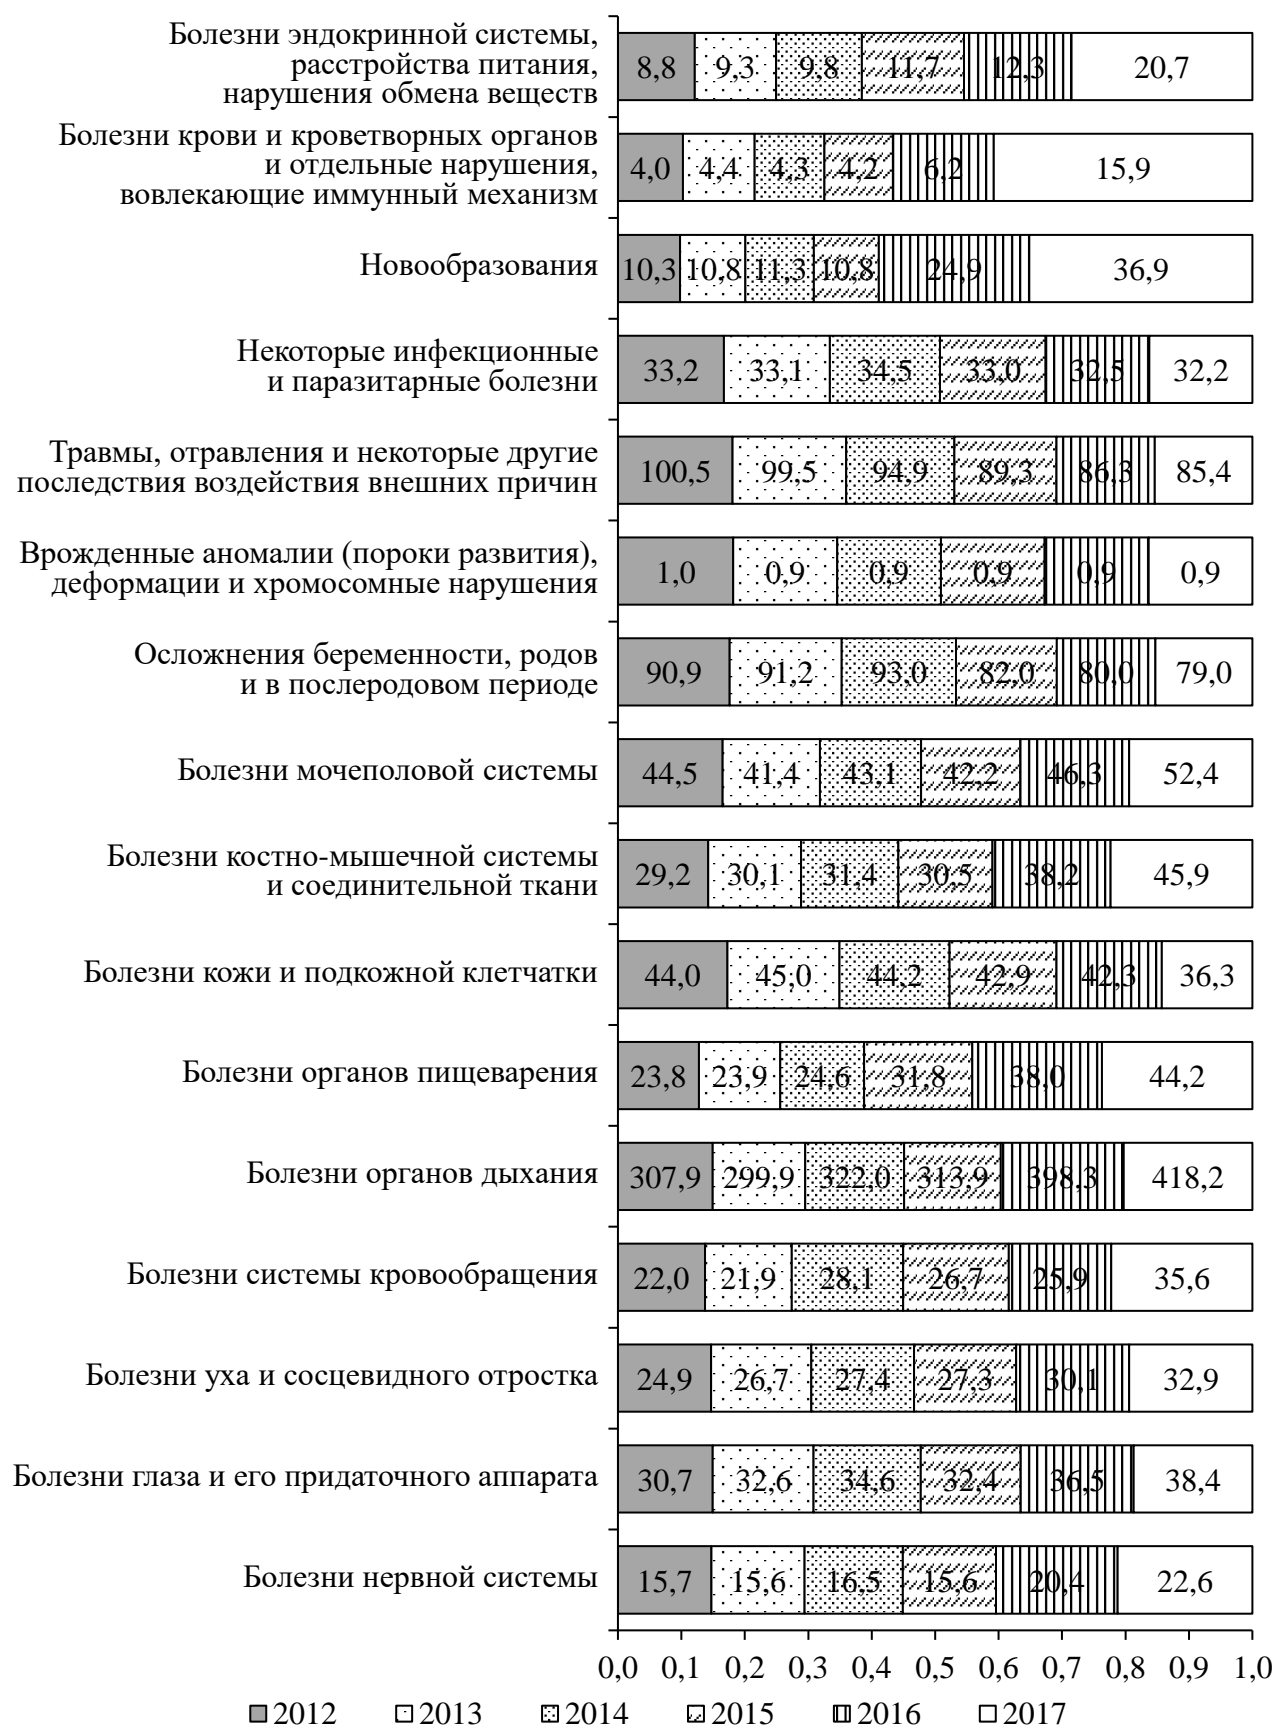 Болезни эндокринной системы,
расстройства питания,
нарушения обмена веществ
8,8 9,3 9,8 11,7 12,3 20,7
Болезни крови и кроветворных органов
и отдельные нарушения,
вовлекающие иммунный механизм
4,0 4,4 4,3 4,2 6,2 15,9
Новообразования
10,3 10,8 11,3 10,8 24,9 36,9
Некоторые инфекционные
и паразитарные болезни
33,2 33,1 34,5 33,0 32,5 32,2
Травмы, отравления и некоторые другие
последствия воздействия внешних причин
100,5 99,5 94,9 89,3 86,3 85,4
Врожденные аномалии (пороки развития),
деформации и хромосомные нарушения
1,0 0,9 0,9 0,9 0,9 0,9
Осложнения беременности, родов
и в послеродовом периоде
90,9 91,2 93,0 82,0 80,0 79,0
Болезни мочеполовой системы
44,5 41,4 43,1 42,2 46,3 52,4
Болезни костно-мышечной системы
и соединительной ткани
29,2 30,1 31,4 30,5 38,2 45,9
Болезни кожи и подкожной клетчатки
44,0 45,0 44,2 42,9 42,3 36,3
Болезни органов пищеварения
23,8 23,9 24,6 31,8 38,0 44,2
Болезни органов дыхания
307,9 299,9 322,0 313,9 398,3 418,2
Болезни системы кровообращения
22,0 21,9 28,1 26,7 25,9 35,6
Болезни уха и сосцевидного отростка
24,9 26,7 27,4 27,3 30,1 32,9
Болезни глаза и его придаточного аппарата
30,7 32,6 34,6 32,4 36,5 38,4
Болезни нервной системы
15,7 15,6 16,5 15,6 20,4 22,6
0,0 0,1 0,2 0,3 0,4 0,5 0,6 0,7 0,8 0,9 1,0
2012 2013 2014 2015 2016 2017